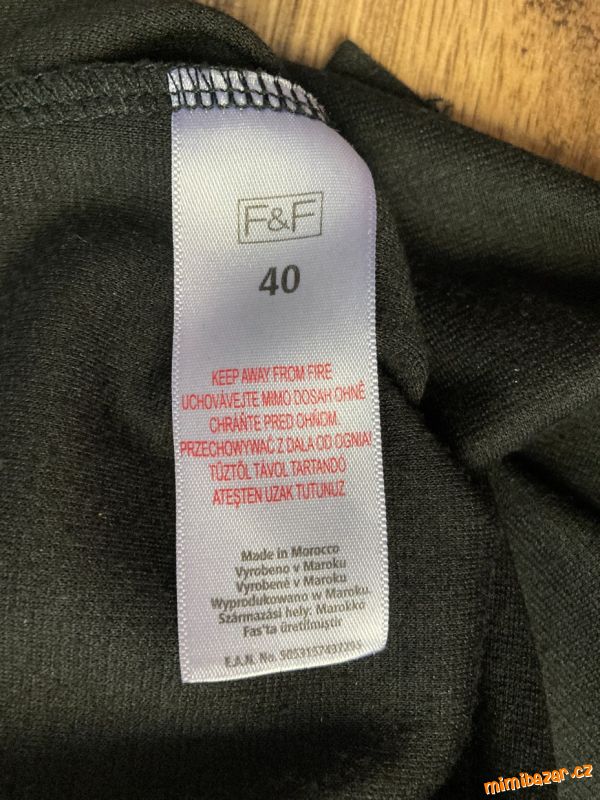 F&F
40
KEEP AWAY FROM FIRE
UCHOVÁVEJTE MIMO DOSAH OHNĚ
CHRÁŇTE PRED OHŇOM.
PRZECHOWYWAĆ Z DALA OD OGNIA!
TŰZTŐL TÁVOL TARTANDÓ
ATEŞTEN UZAK TUTUNUZ
Made in Morocco
Vyrobeno v Maroku
Vyrobené v Maroku
Wyprodukowano w Maroku.
Származási hely: Marokkó
Fas'ta üretilmiştir
E.A.N. No.
mimibazar.cz